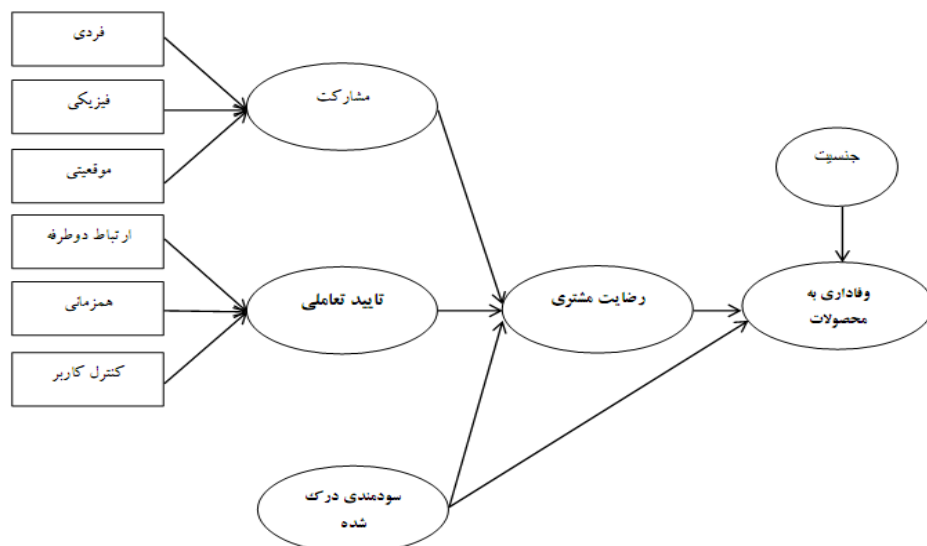 فردی
فیزیکی
موقعیتی
ارتباط دوطرفه
همزمانی
کنترل کاربر
مشارکت
تایید تعاملی
سودمندی درک
شده
رضایت مشتری
جنسیت
وفاداری به
محصولات